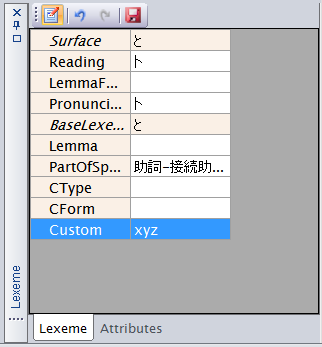 Surface と
Reading ト
LemmaF...
Pronunci... ト
BaseLexe... と
Lemma
PartOfSp... 助詞-接続助...
CType
CForm
Custom xyz
Lexeme
Lexeme Attributes